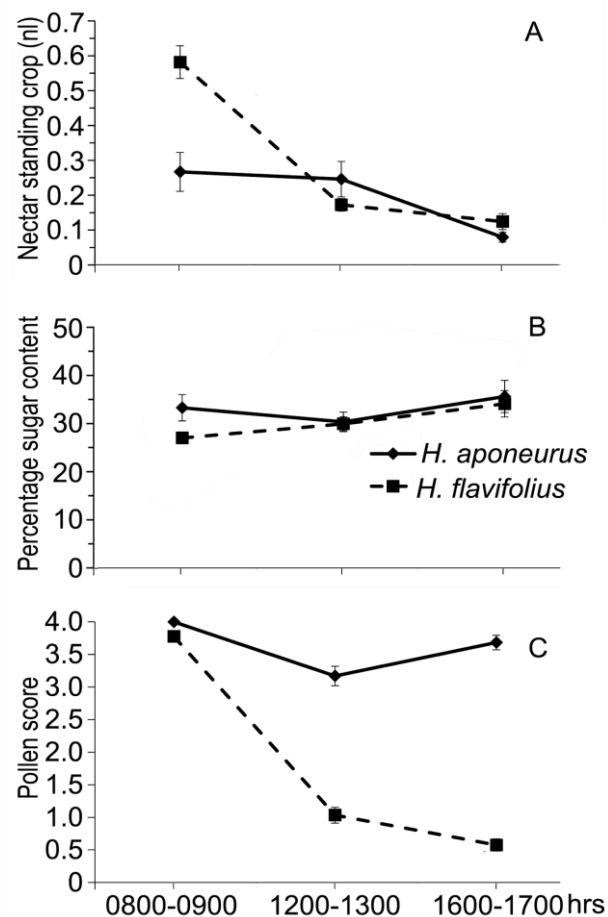 A
Nectar standing crop (nl)
0.7
0.6
0.5
0.4
0.3
0.2
0.1
0
B
Percentage sugar content
50
40
30
20
10
0
H. aponeurus
H. flavifolius
C
Pollen score
4.0
3.5
3.0
2.5
2.0
1.5
1.0
0.5
0
0800-0900 1200-1300 1600-1700 hrs